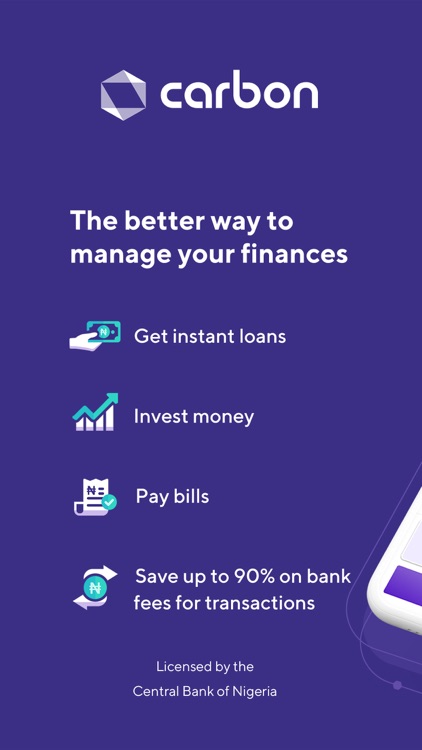 carbon
The better way to
manage your finances
Get instant loans
Invest money
Pay bills
Save up to 90% on bank
fees for transactions
Licensed by the
Central Bank of Nigeria